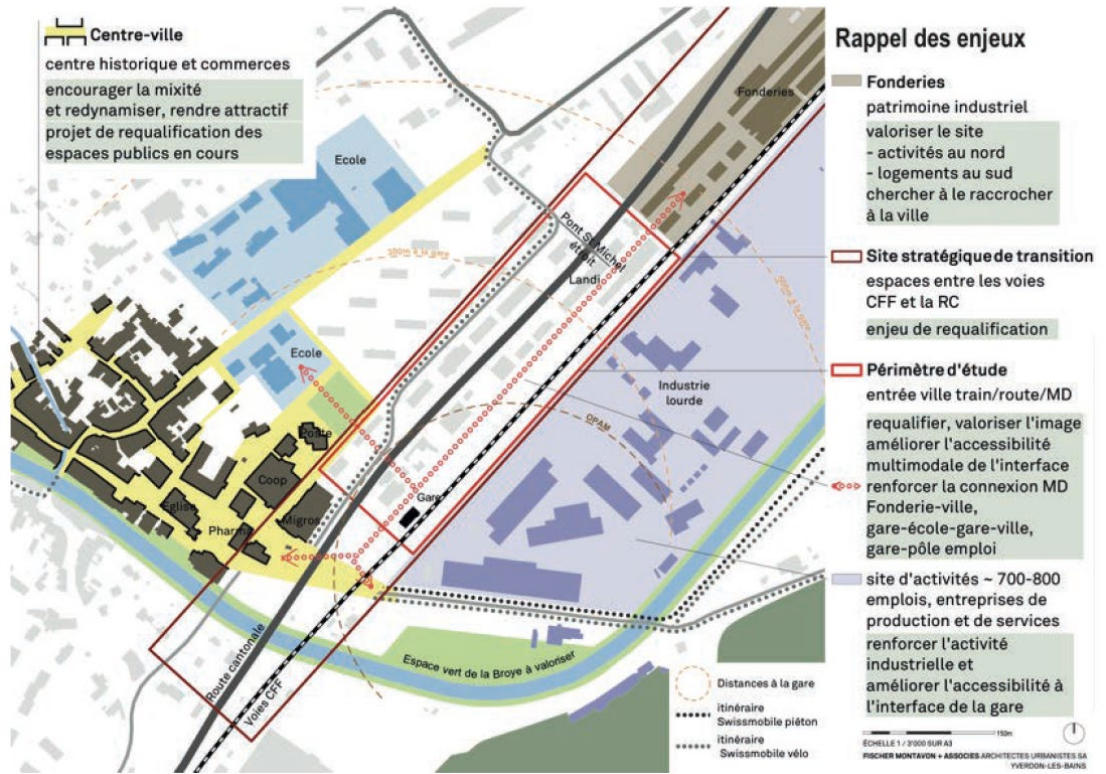 Centre-ville
centre historique et commerces
encourager la mixité
et redynamiser, rendre attractif
projet de requalification des
espaces publics en cours
Rappel des enjeux
Fonderies
patrimoine industriel
valoriser le site
- activités au nord
- logements au sud
chercher à le raccrocher
à la ville
Site stratégique de transition
espaces entre les voies
CFF et la RC
enjeu de requalification
Périmètre d'étude
entrée ville train/route/MD
requalifier, valoriser l'image
améliorer l'accessibilité
multimodale de l'interface
renforcer la connexion MD
Fonderie-ville,
gare-école-gare-ville,
gare-pôle emploi
site d'activités ~ 700-800
emplois, entreprises de
production et de services
renforcer l'activité
industrielle et
améliorer l'accessibilité à
l'interface de la gare
Fonderies
Ecole
Pont St Michel
étroit
Landi
500m à la gare
Ecole
Industrie
lourde
OPAM
Poste
Coop
Gare
Eglise
Migros
Pharma
Route cantonale
Voies CFF
Espace vert de la Broye à valoriser
Distances à la gare
itinéraire
Swissmobile piéton
itinéraire
Swissmobile vélo
150m
ÉCHELLE 1 / 3'000 SUR A3
FISCHER MONTAVON + ASSOCIES ARCHITECTES URBANISTES SA
YVERDON-LES-BAINS